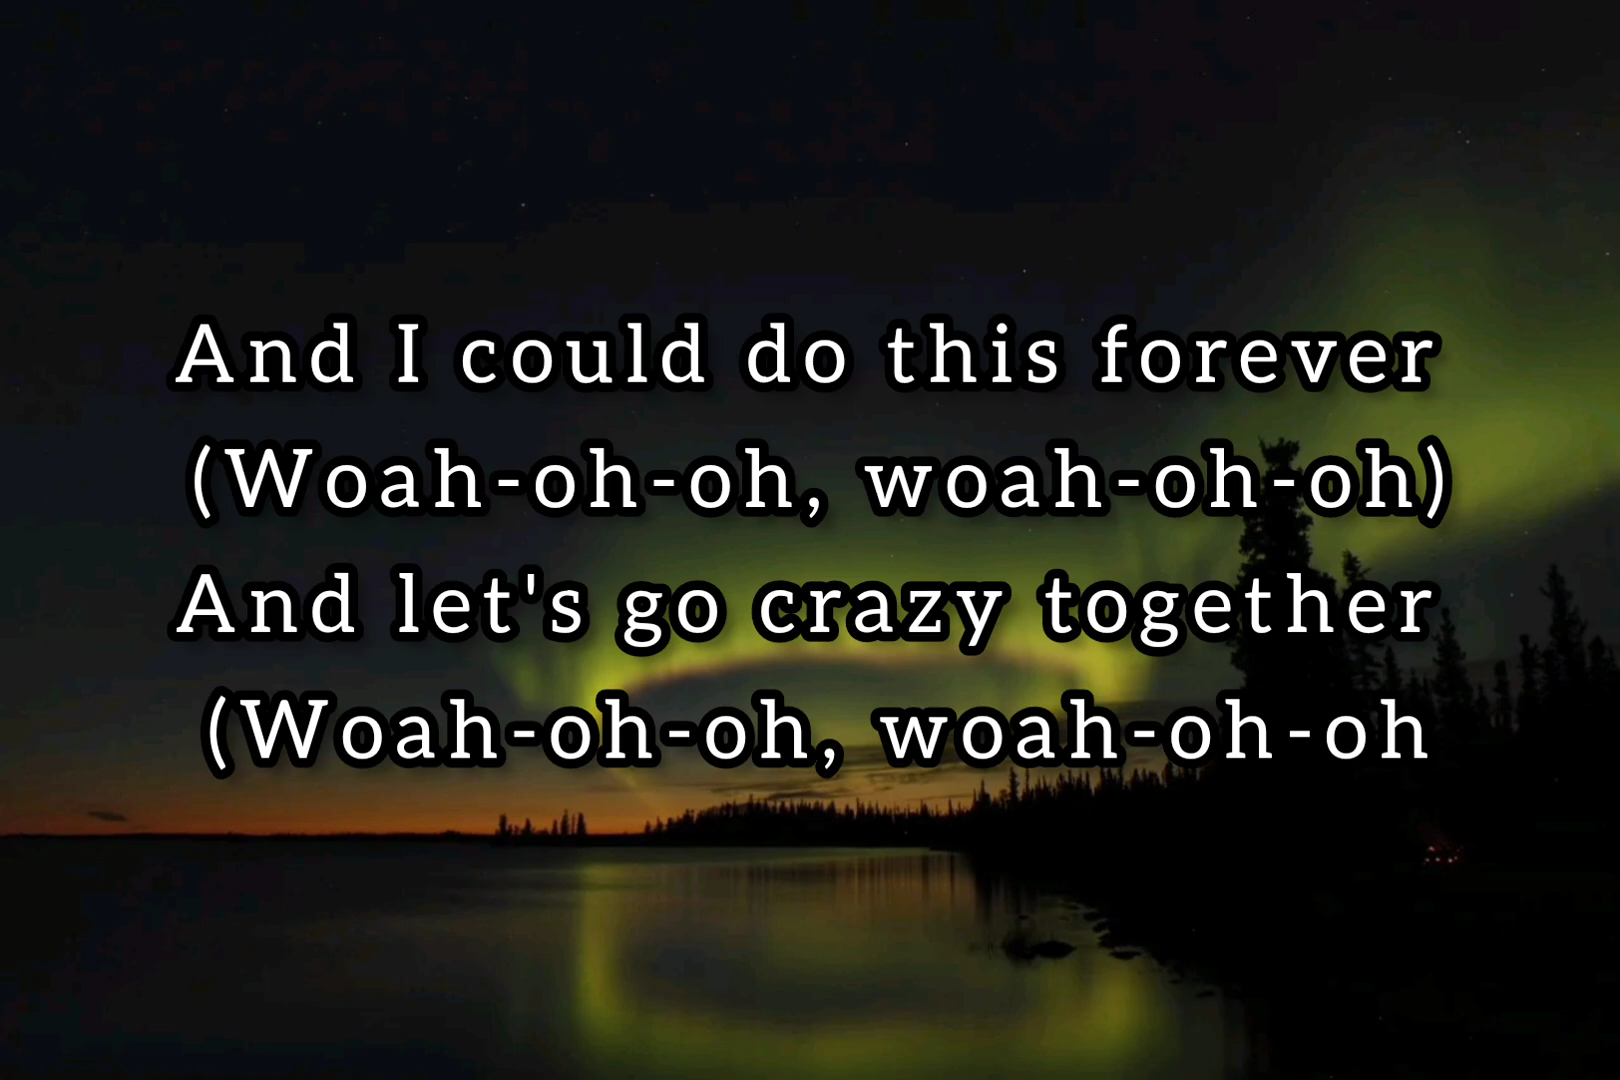 And I could do this forever
(Woah-oh-oh, woah-oh-oh)
And let's go crazy together
(Woah-oh-oh, woah-oh-oh